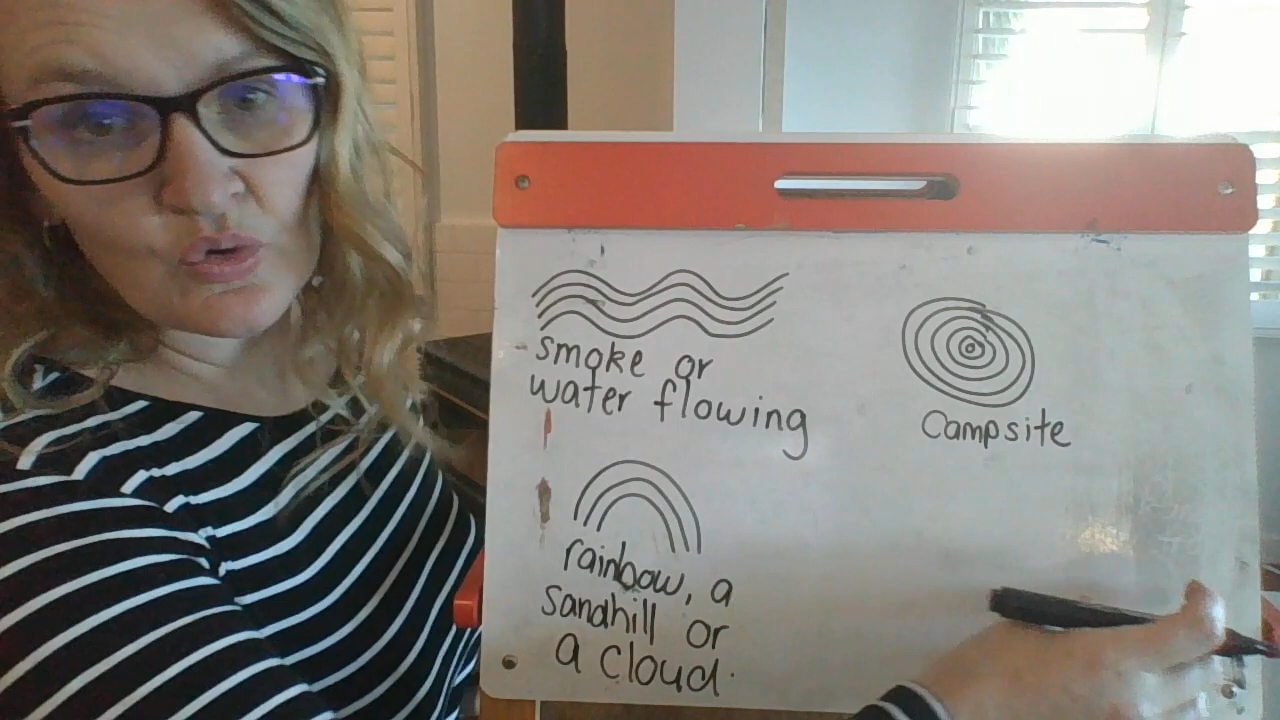 smoke or
water flowing
Campsite
rainbow, a
Sandhill or
a cloud.